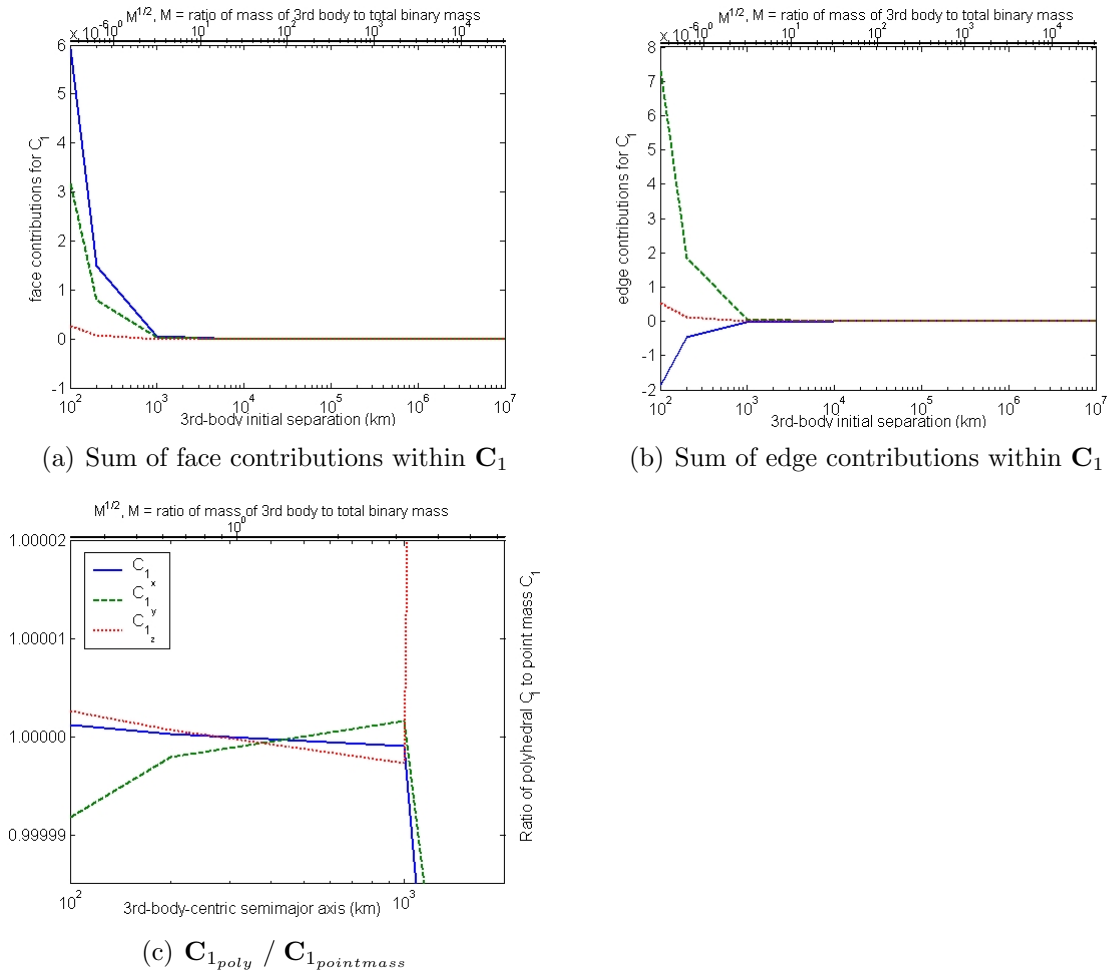 M^1/2, M = ratio of mass of 3rd body to total binary mass
x 10^-6 10^0 10^1 10^2 10^3 10^4
6
5
4
3
2
1
0
-1
face contributions for C_1
10^2 10^3 10^4 10^5 10^6 10^7
3rd-body initial separation (km)
(a) Sum of face contributions within C_1
M^1/2, M = ratio of mass of 3rd body to total binary mass
x 10^-6 10^0 10^1 10^2 10^3 10^4
8
7
6
5
4
3
2
1
0
-1
-2
edge contributions for C_1
10^2 10^3 10^4 10^5 10^6 10^7
3rd-body initial separation (km)
(b) Sum of edge contributions within C_1
M^1/2, M = ratio of mass of 3rd body to total binary mass
10^0
1.00002
1.00001
1.00000
0.99999
C_1_x
C_1_y
C_1_z
Ratio of polyhedral C_1 to point mass C_1
10^2 10^3
3rd-body-centric semimajor axis (km)
(c) C_1_poly / C_1_pointmass